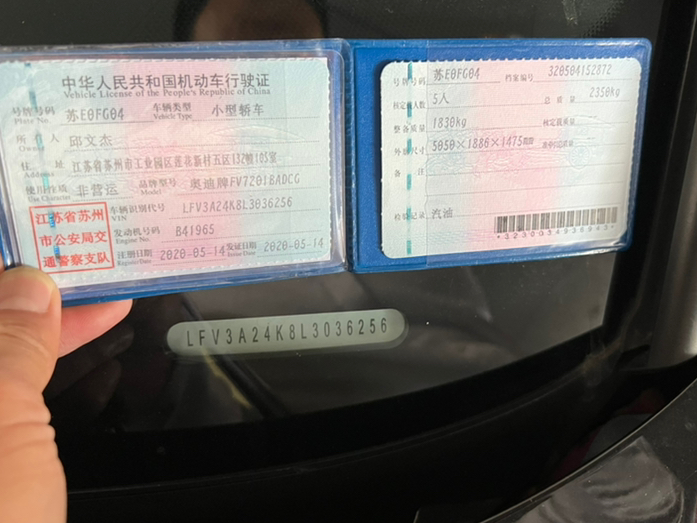 中华人民共和国机动车行驶证
Vehicle License of the People's Republic of China
号牌号码 苏E0FG04 车辆类型 小型轿车
Plate No. Vehicle Type
所有人 邱文杰
Owner
住址 江苏省苏州市工业园区莲花新村五区132幢105室
Address
使用性质 非营运 品牌型号 奥迪牌FV7201BADCG
Use Character Model
江苏省苏州
市公安局交
通警察支队
车辆识别代号 LFV3A24K8L3036256
VIN
发动机号码 B41965
Engine No.
注册日期 2020-05-14 发证日期 2020-05-14
Register Date Issue Date
号牌号码 苏E0FG04 档案编号 320504152872
核定载人数 5人 总质量 2350kg
整备质量 1830kg 核定载质量
外廓尺寸 5050×1886×1475mm
备注
检验记录 汽油
LFV3A24K8L3036256